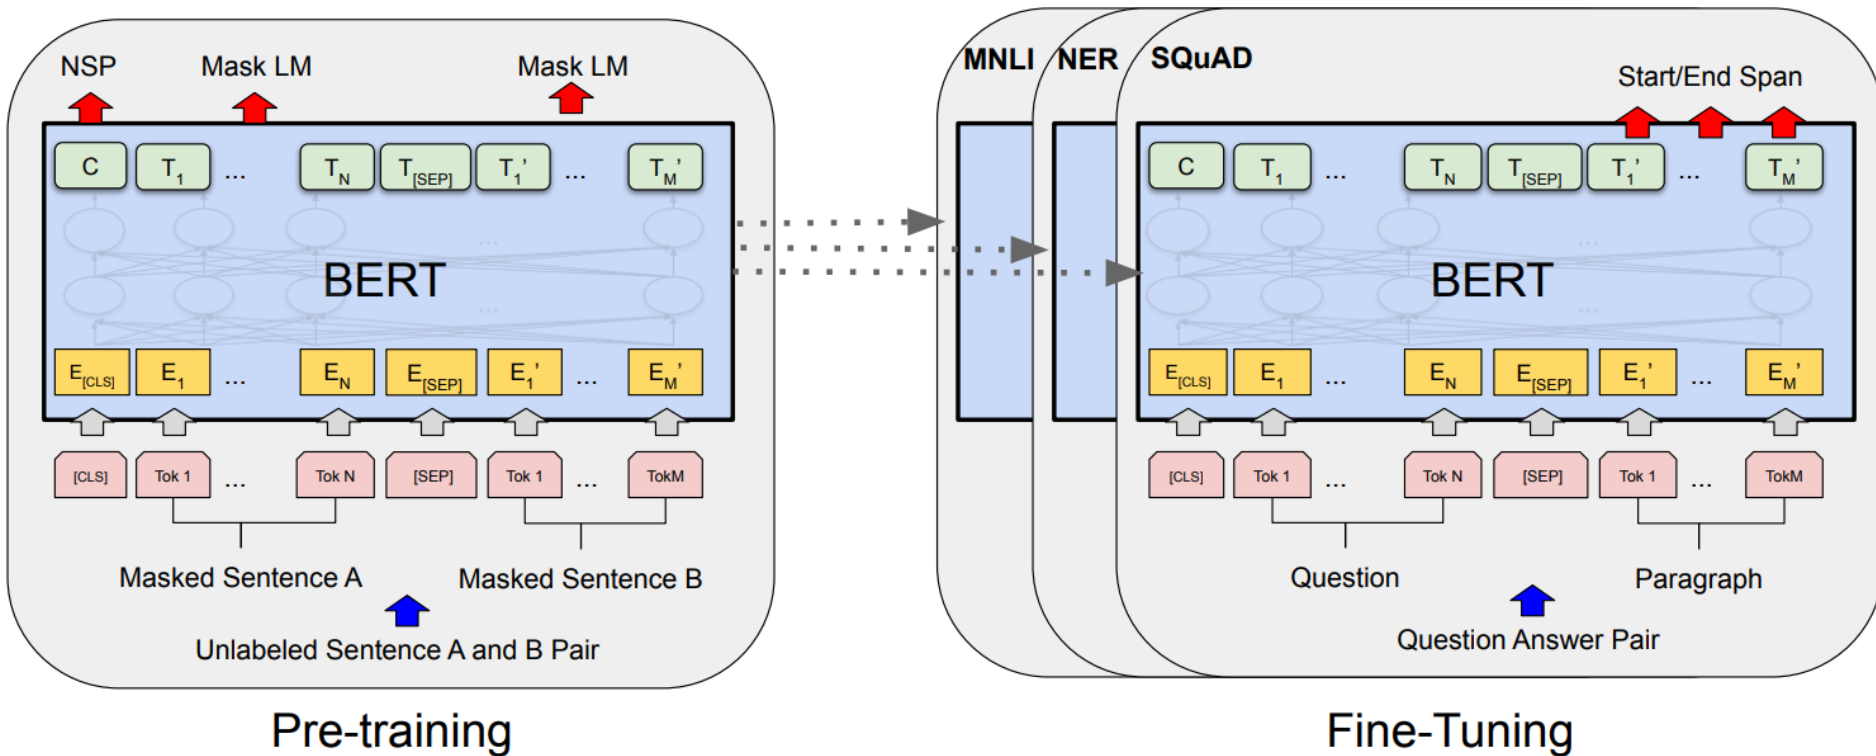 NSP Mask LM Mask LM
C T1 ... TN T[SEP] T1' ... TM'
...
BERT
...
E[CLS] E1 ... EN E[SEP] E1' ... EM'
[CLS] Tok 1 ... Tok N [SEP] Tok 1 ... TokM
Masked Sentence A Masked Sentence B
Unlabeled Sentence A and B Pair
Pre-training
MNLI NER SQuAD
Start/End Span
C T1 ... TN T[SEP] T1' ... TM'
...
BERT
...
E[CLS] E1 ... EN E[SEP] E1' ... EM'
[CLS] Tok 1 ... Tok N [SEP] Tok 1 ... TokM
Question Paragraph
Question Answer Pair
Fine-Tuning